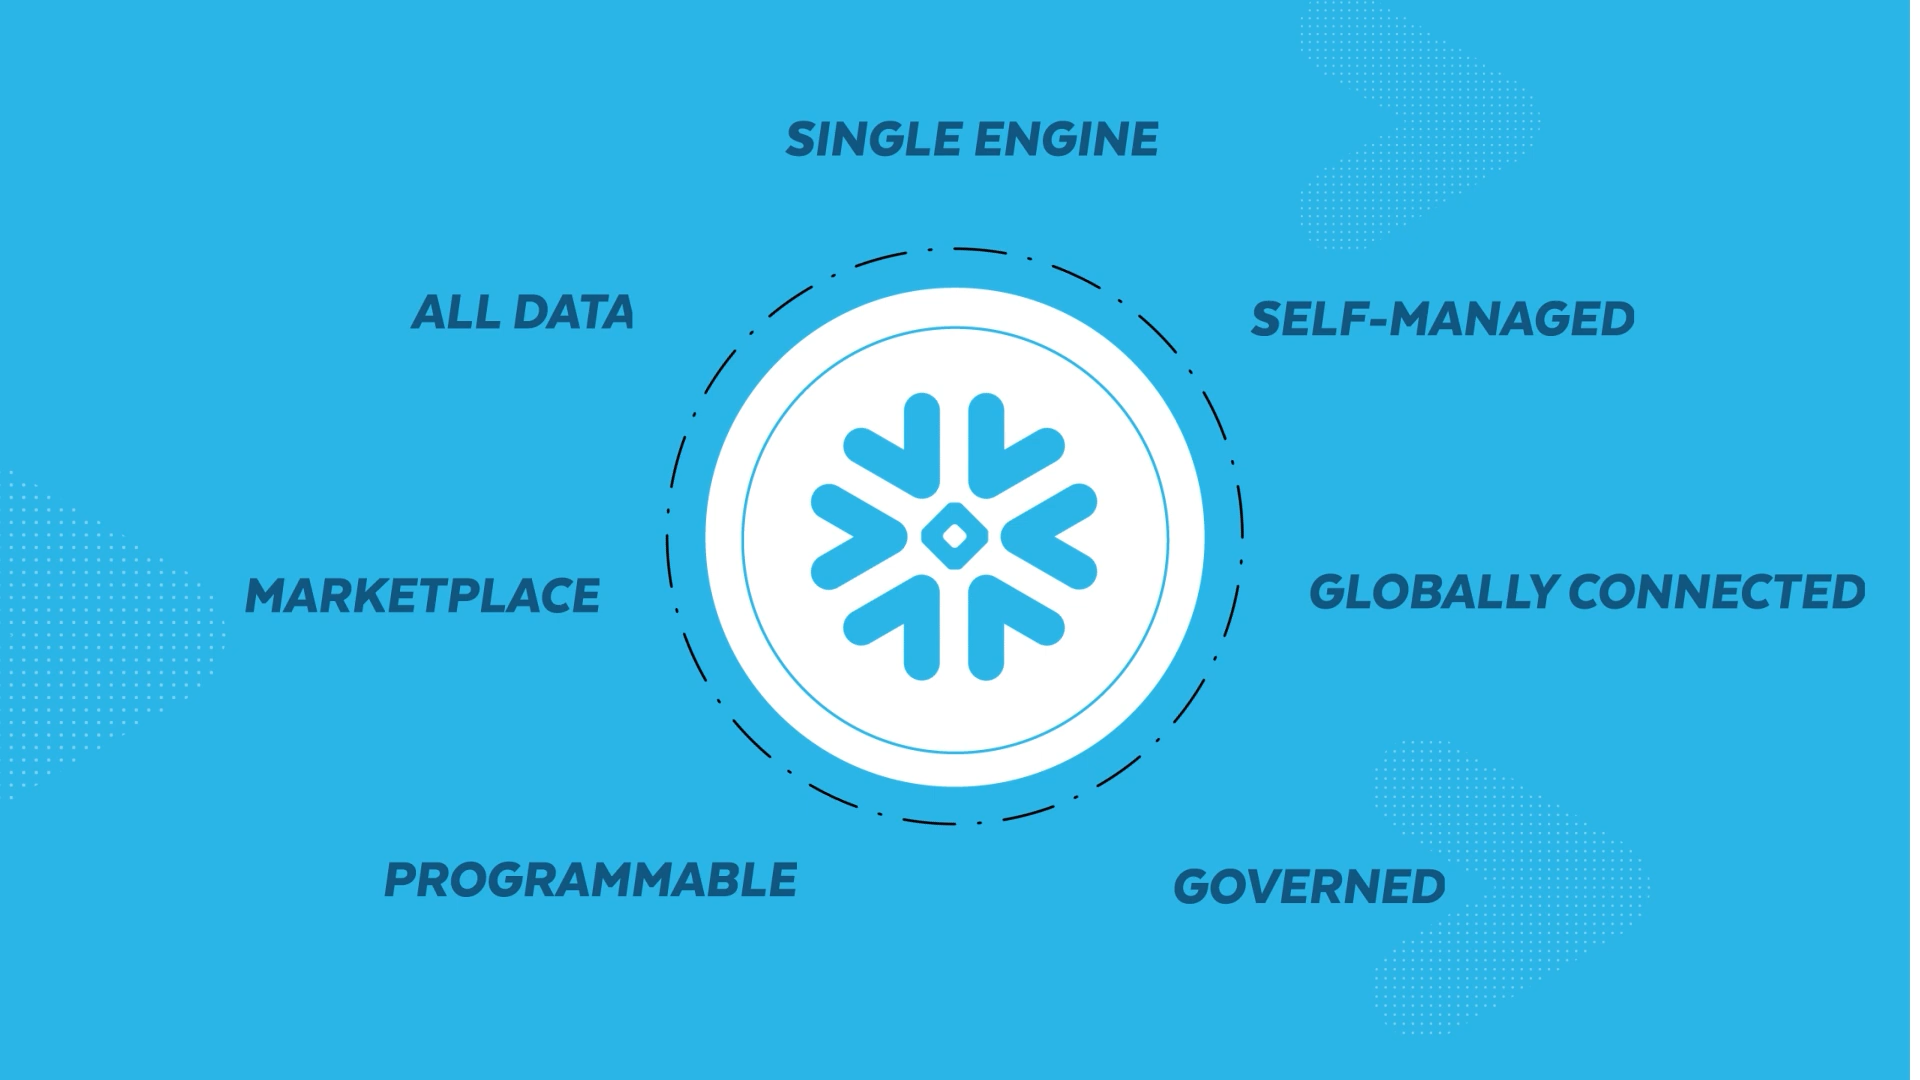 SINGLE ENGINE
ALL DATA
SELF-MANAGED
MARKETPLACE
GLOBALLY CONNECTED
PROGRAMMABLE
GOVERNED